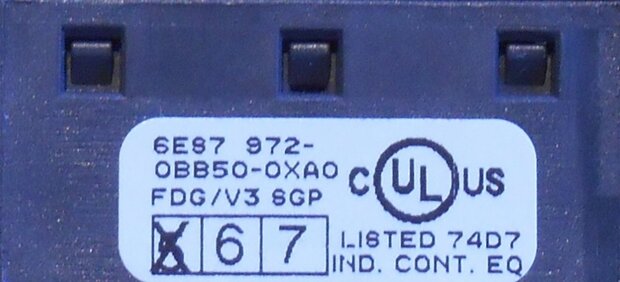 6ES7 972-
0BB50-0XA0
FDG/V3 SGP
X 6 7
C UL US
LISTED 74D7
IND. CONT. EQ